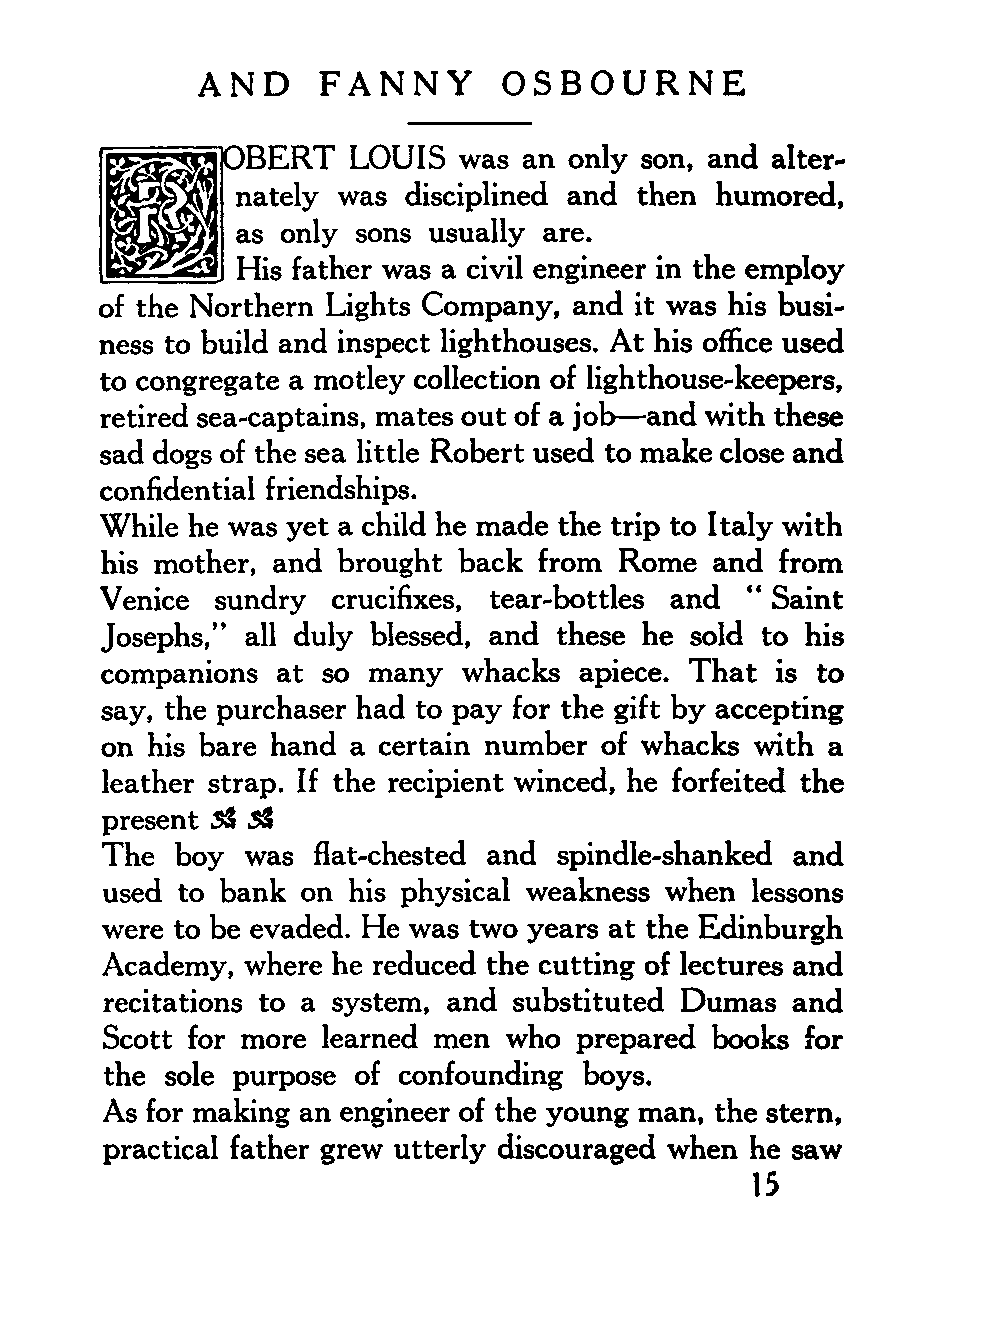 AND FANNY OSBOURNE
ROBERT LOUIS was an only son, and alter-
nately was disciplined and then humored,
as only sons usually are.
His father was a civil engineer in the employ
of the Northern Lights Company, and it was his busi-
ness to build and inspect lighthouses. At his office used
to congregate a motley collection of lighthouse-keepers,
retired sea-captains, mates out of a job—and with these
sad dogs of the sea little Robert used to make close and
confidential friendships.
While he was yet a child he made the trip to Italy with
his mother, and brought back from Rome and from
Venice sundry crucifixes, tear-bottles and "Saint
Josephs," all duly blessed, and these he sold to his
companions at so many whacks apiece. That is to
say, the purchaser had to pay for the gift by accepting
on his bare hand a certain number of whacks with a
leather strap. If the recipient winced, he forfeited the
present
The boy was flat-chested and spindle-shanked and
used to bank on his physical weakness when lessons
were to be evaded. He was two years at the Edinburgh
Academy, where he reduced the cutting of lectures and
recitations to a system, and substituted Dumas and
Scott for more learned men who prepared books for
the sole purpose of confounding boys.
As for making an engineer of the young man, the stern,
practical father grew utterly discouraged when he saw
15